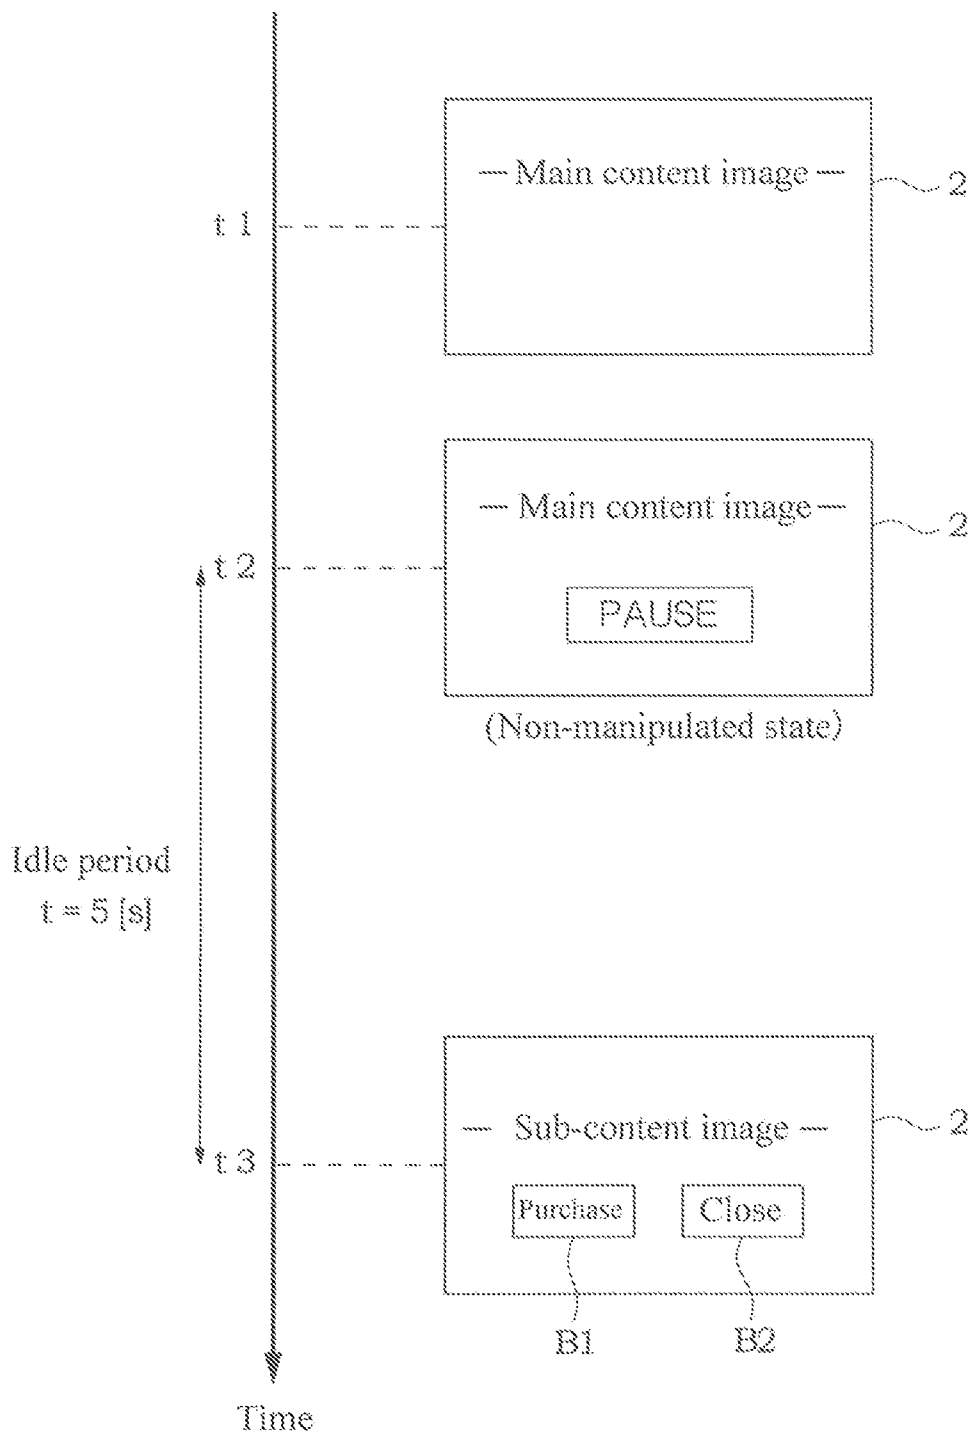 — Main content image —
2
t 1
— Main content image —
2
t 2
PAUSE
(Non-manipulated state)
Idle period
t = 5 [s]
— Sub-content image —
2
t 3
Purchase
Close
B1
B2
Time